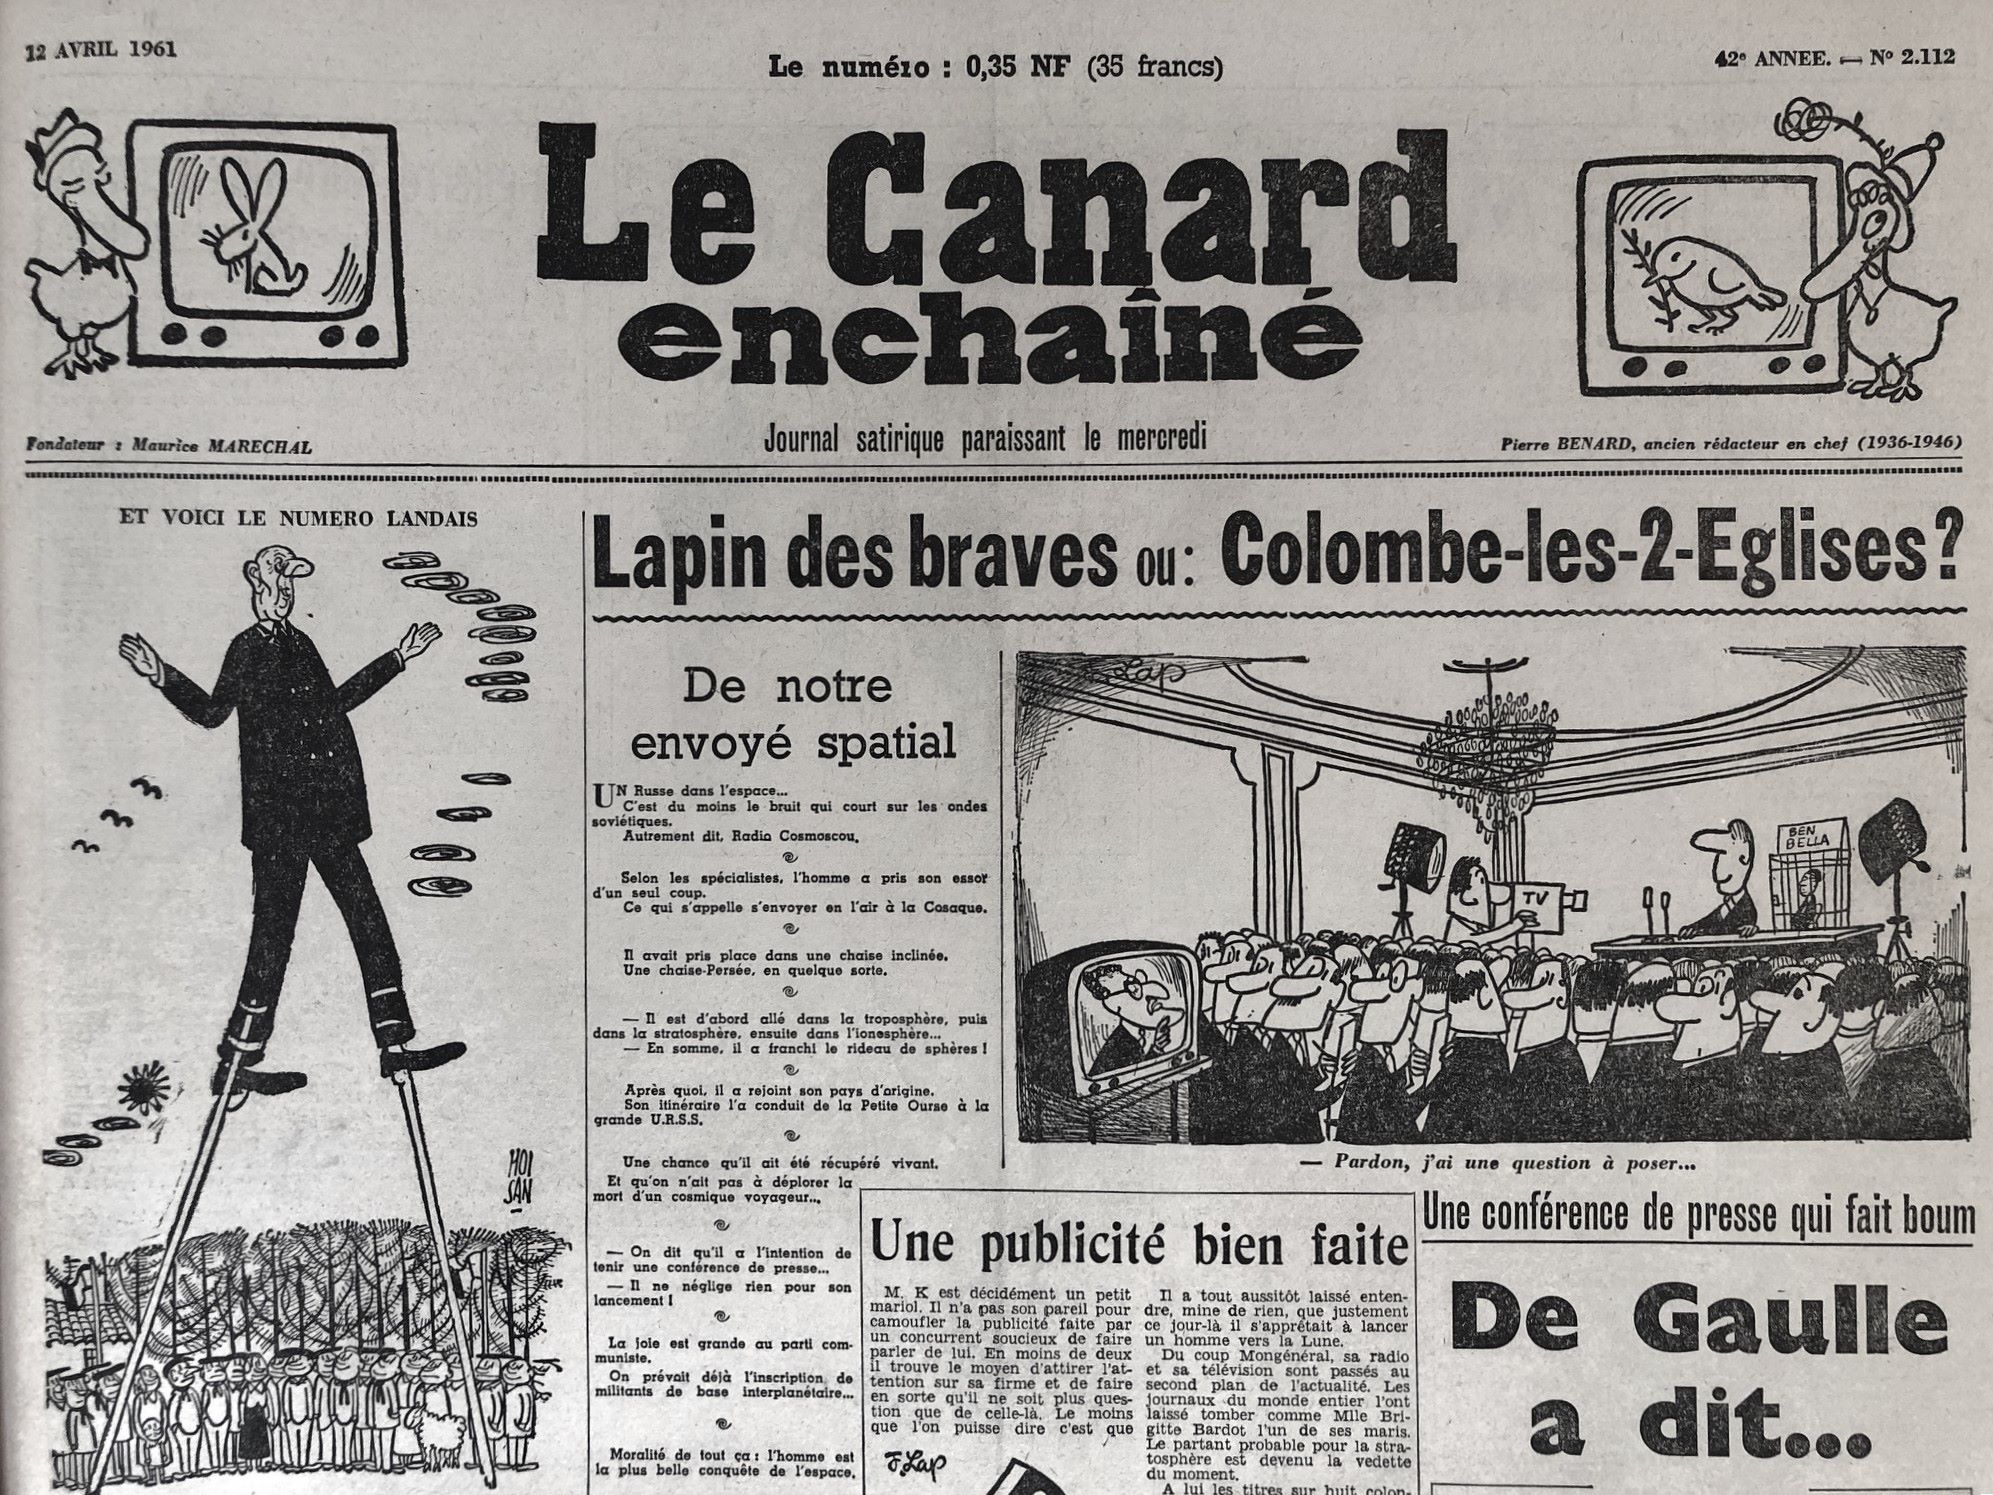 12 AVRIL 1961
Le numéro : 0,35 NF (35 francs)
42e ANNEE. — No 2.112
Le Canard
enchaîné
Fondateur : Maurice MARECHAL
Journal satirique paraissant le mercredi
Pierre BENARD, ancien rédacteur en chef (1936-1946)
ET VOICI LE NUMERO LANDAIS
MOI
SAN
Lapin des braves ou : Colombe-les-2-Eglises ?
De notre
envoyé spatial
UN Russe dans l'espace...
C'est du moins le bruit qui court sur les ondes
soviétiques.
Autrement dit, Radio Cosmoscou.
Selon les spécialistes, l'homme a pris son essor
d'un seul coup.
Ce qui s'appelle s'envoyer en l'air à la Cosaque.
Il avait pris place dans une chaise inclinée.
Une chaise-Persée, en quelque sorte.
— Il est d'abord allé dans la troposphère, puis
dans la stratosphère, ensuite dans l'ionosphère...
— En somme, il a franchi le rideau de sphères !
Après quoi, il a rejoint son pays d'origine.
Son itinéraire l'a conduit de la Petite Ourse à la
grande U.R.S.S.
Une chance qu'il ait été récupéré vivant.
Et qu'on n'ait pas à déplorer la
mort d'un cosmique voyageur...
— On dit qu'il a l'intention de
tenir une conférence de presse...
— Il ne néglige rien pour son
lancement !
La joie est grande au parti com-
muniste.
On prévoit déjà l'inscription de
militants de base interplanétaire...
Moralité de tout ça : l'homme est
la plus belle conquête de l'espace.
Lap
BEN
BELLA
TV
— Pardon, j'ai une question à poser...
Une publicité bien faite
M. K est décidément un petit
mariol. Il n'a pas son pareil pour
camoufler la publicité faite par
un concurrent soucieux de faire
parler de lui. En moins de deux
il trouve le moyen d'attirer l'at-
tention sur sa firme et de faire
en sorte qu'il ne soit plus ques-
tion que de celle-là. Le moins
que l'on puisse dire c'est que
F. Lap
Il a tout aussitôt laissé enten-
dre, mine de rien, que justement
ce jour-là il s'apprêtait à lancer
un homme vers la Lune.
Du coup Mongénéral, sa radio
et sa télévision sont passés au
second plan de l'actualité. Les
journaux du monde entier l'ont
laissé tomber comme Mlle Bri-
gitte Bardot l'un de ses maris.
Le partant probable pour la stra-
tosphère est devenu la vedette
du moment.
A lui les titres sur huit colon-
Une conférence de presse qui fait boum
De Gaulle
a dit...